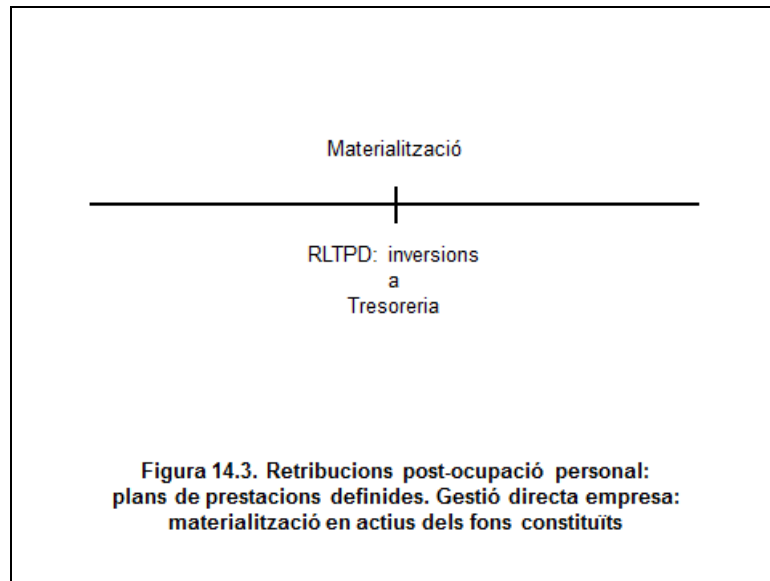 Materialització
RLTPD: inversions
a
Tresoreria
Figura 14.3. Retribucions post-ocupació personal:
plans de prestacions definides. Gestió directa empresa:
materialització en actius dels fons constituïts